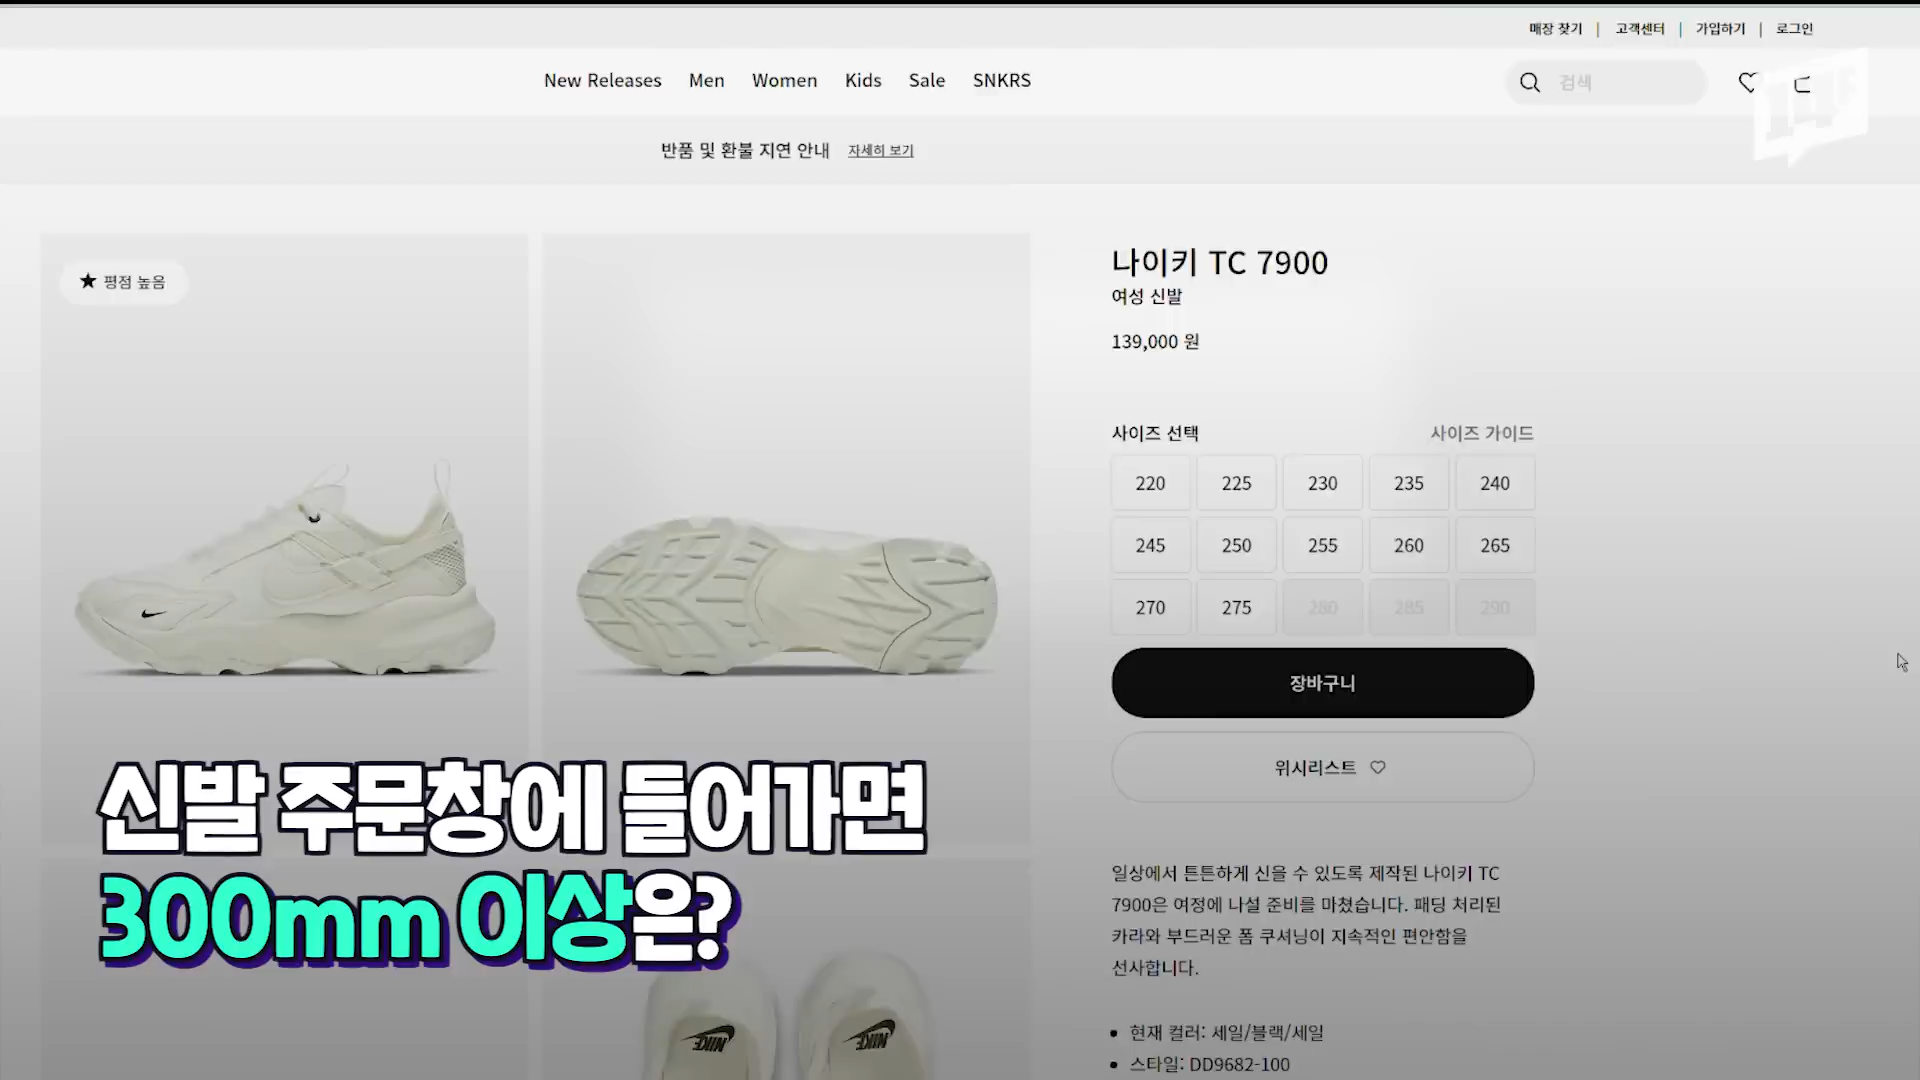 매장 찾기 | 고객센터 | 가입하기 | 로그인
New Releases Men Women Kids Sale SNKRS
검색
반품 및 환불 지연 안내 자세히 보기
★ 평점 높음
나이키 TC 7900
여성 신발
139,000 원
사이즈 선택 사이즈 가이드
220 225 230 235 240
245 250 255 260 265
270 275 280 285 290
장바구니
위시리스트
신발 주문창에 들어가면
300mm 이상은?
일상에서 튼튼하게 신을 수 있도록 제작된 나이키 TC
7900은 여정에 나설 준비를 마쳤습니다. 패딩 처리된
카라와 부드러운 폼 쿠셔닝이 지속적인 편안함을
선사합니다.
• 현재 컬러: 세일/블랙/세일
• 스타일: DD9682-100
NIKE NIKE